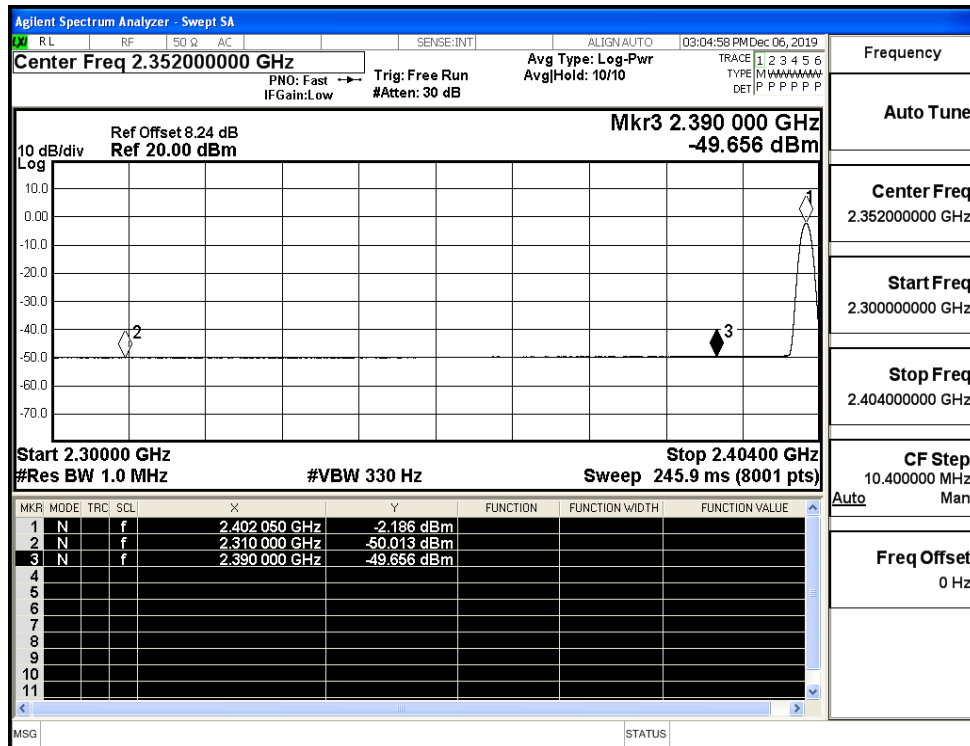 Agilent Spectrum Analyzer - Swept SA
LXI RL RF 50 Ω AC SENSE:INT ALIGN AUTO 03:04:58 PM Dec 06, 2019
Center Freq 2.352000000 GHz
PNO: Fast
IFGain:Low
Trig: Free Run
#Atten: 30 dB
Avg Type: Log-Pwr
Avg|Hold: 10/10
TRACE 1 2 3 4 5 6
TYPE M W W W W W
DET P P P P P P
Mkr3 2.390 000 GHz
-49.656 dBm
Ref Offset 8.24 dB
10 dB/div Ref 20.00 dBm
Log
10.0
0.00
-10.0
-20.0
-30.0
-40.0
-50.0
-60.0
-70.0
1
2
3
Start 2.30000 GHz Stop 2.40400 GHz
#Res BW 1.0 MHz #VBW 330 Hz Sweep 245.9 ms (8001 pts)
MKR MODE TRC SCL X Y FUNCTION FUNCTION WIDTH FUNCTION VALUE
1 N f 2.402 050 GHz -2.186 dBm
2 N f 2.310 000 GHz -50.013 dBm
3 N f 2.390 000 GHz -49.656 dBm
4
5
6
7
8
9
10
11
MSG STATUS
Frequency
Auto Tune
Center Freq
2.352000000 GHz
Start Freq
2.300000000 GHz
Stop Freq
2.404000000 GHz
CF Step
10.400000 MHz
Auto Man
Freq Offset
0 Hz